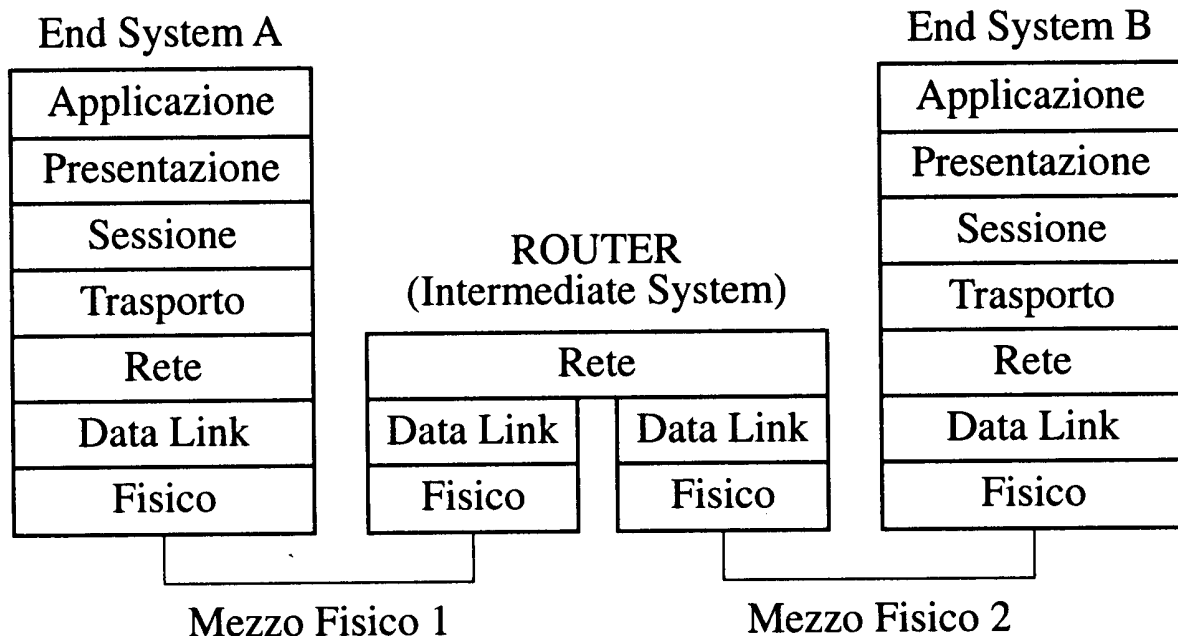 End System A
Applicazione
Presentazione
Sessione
Trasporto
Rete
Data Link
Fisico
ROUTER
(Intermediate System)
Rete
Data Link
Data Link
Fisico
Fisico
End System B
Applicazione
Presentazione
Sessione
Trasporto
Rete
Data Link
Fisico
Mezzo Fisico 1
Mezzo Fisico 2